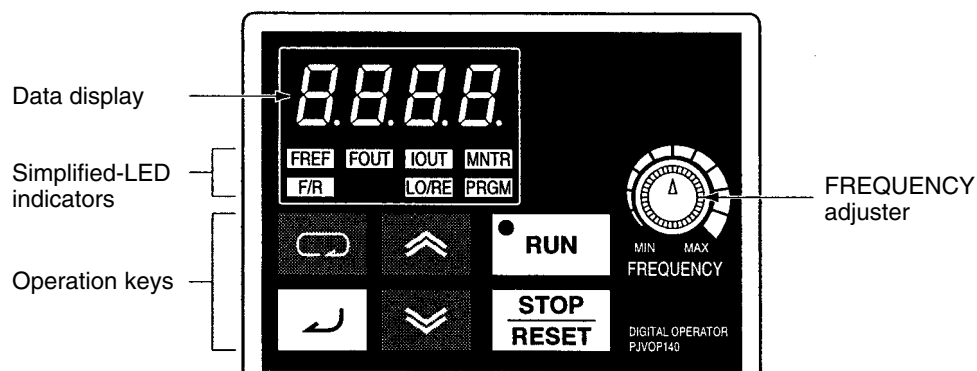 Data display
8.8.8.8.
FREF FOUT IOUT MNTR
F/R LO/RE PRGM
Simplified-LED
indicators
FREQUENCY
adjuster
MIN MAX
FREQUENCY
Operation keys
RUN
STOP
RESET
DIGITAL OPERATOR
PJVOP140